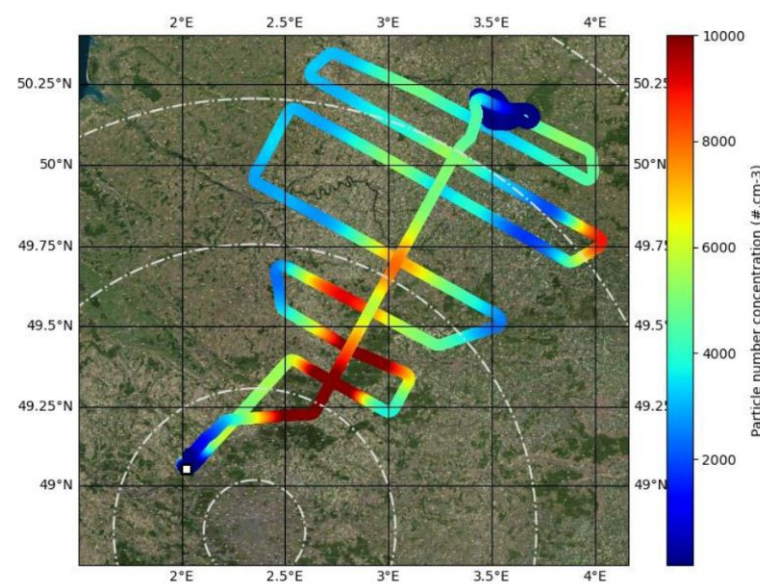 2°E 2.5°E 3°E 3.5°E 4°E
10000
50.25°N 50.25
8000
50°N 50°N
49.75°N 49.75
6000
49.5°N 49.5
4000
49.25°N 49.25
2000
49°N 49°N
2°E 2.5°E 3°E 3.5°E 4°E
Particle number concentration (#.cm-3)